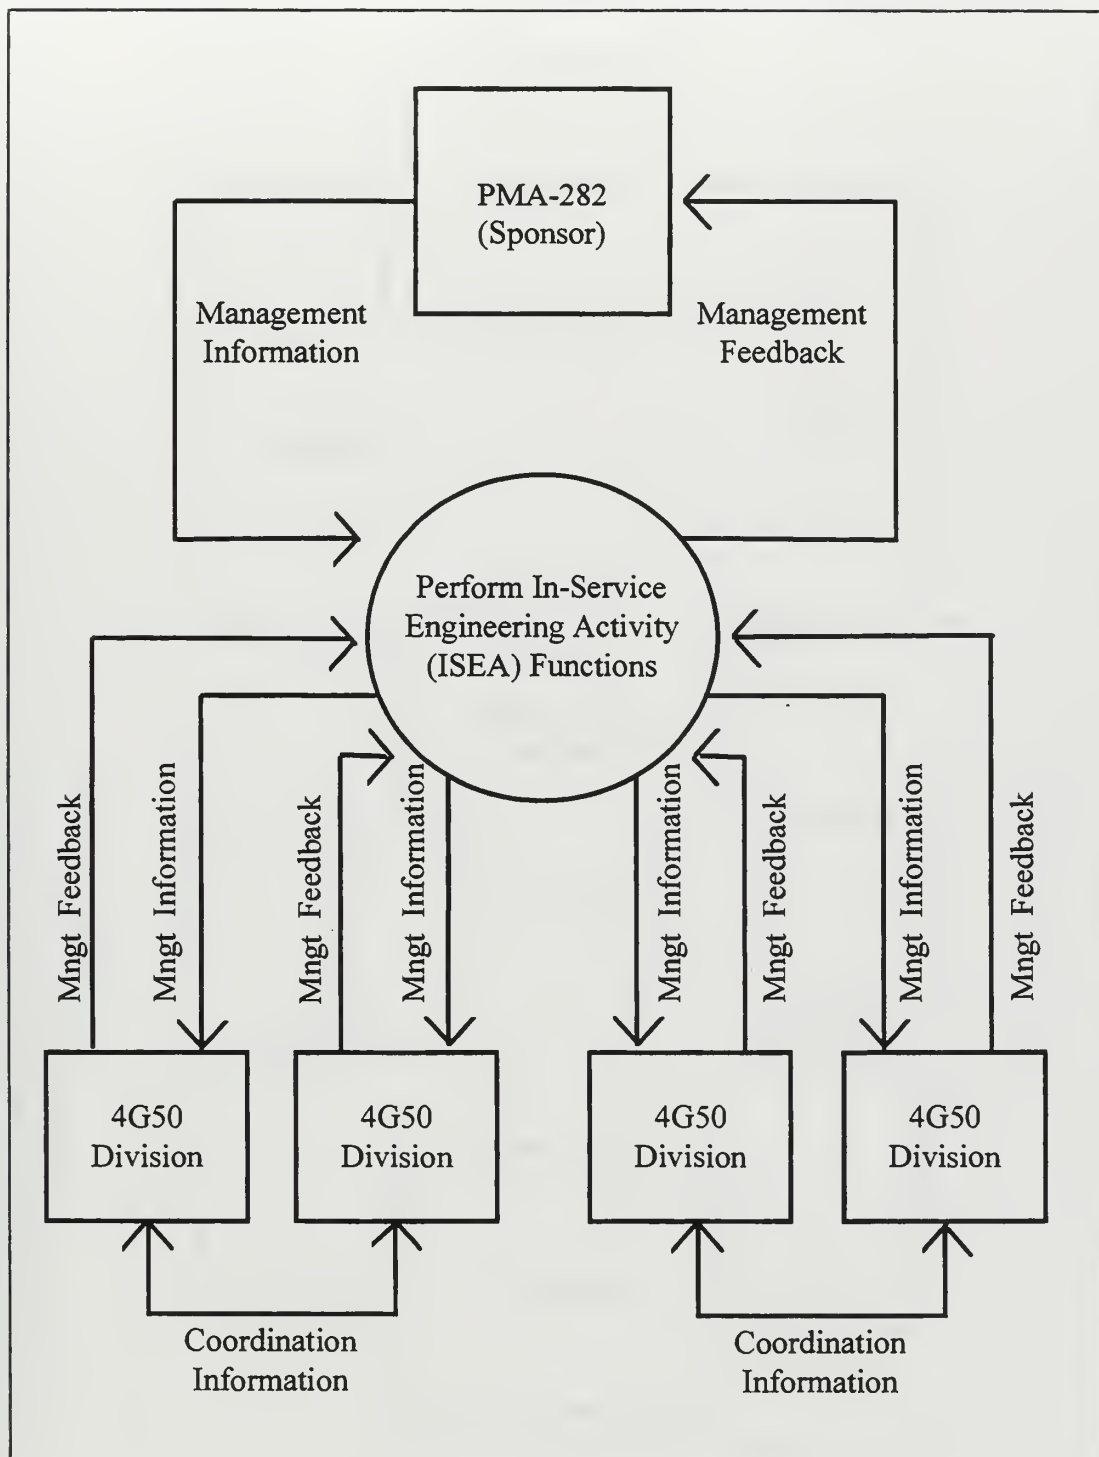 PMA-282
(Sponsor)
Management
Information
Management
Feedback
Perform In-Service
Engineering Activity
(ISEA) Functions
Mngt Feedback
Mngt Information
Mngt Feedback
Mngt Information
Mngt Information
Mngt Feedback
Mngt Information
Mngt Feedback
4G50
Division
4G50
Division
4G50
Division
4G50
Division
Coordination
Information
Coordination
Information